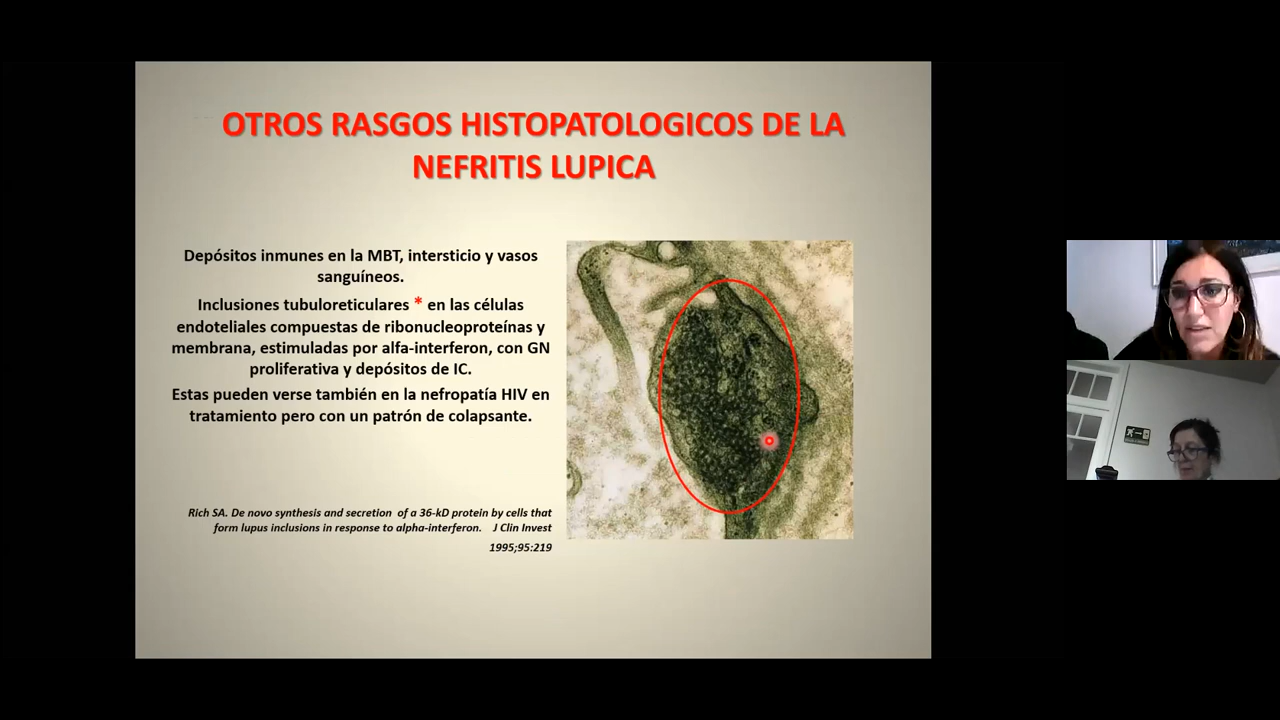 OTROS RASGOS HISTOPATOLOGICOS DE LA
NEFRITIS LUPICA
Depósitos inmunes en la MBT, intersticio y vasos
sanguíneos.
Inclusiones tubuloreticulares * en las células
endoteliales compuestas de ribonucleoproteínas y
membrana, estimuladas por alfa-interferon, con GN
proliferativa y depósitos de IC.
Estas pueden verse también en la nefropatía HIV en
tratamiento pero con un patrón de colapsante.
Rich SA. De novo synthesis and secretion of a 36-kD protein by cells that
form lupus inclusions in response to alpha-interferon. J Clin Invest
1995;95:219